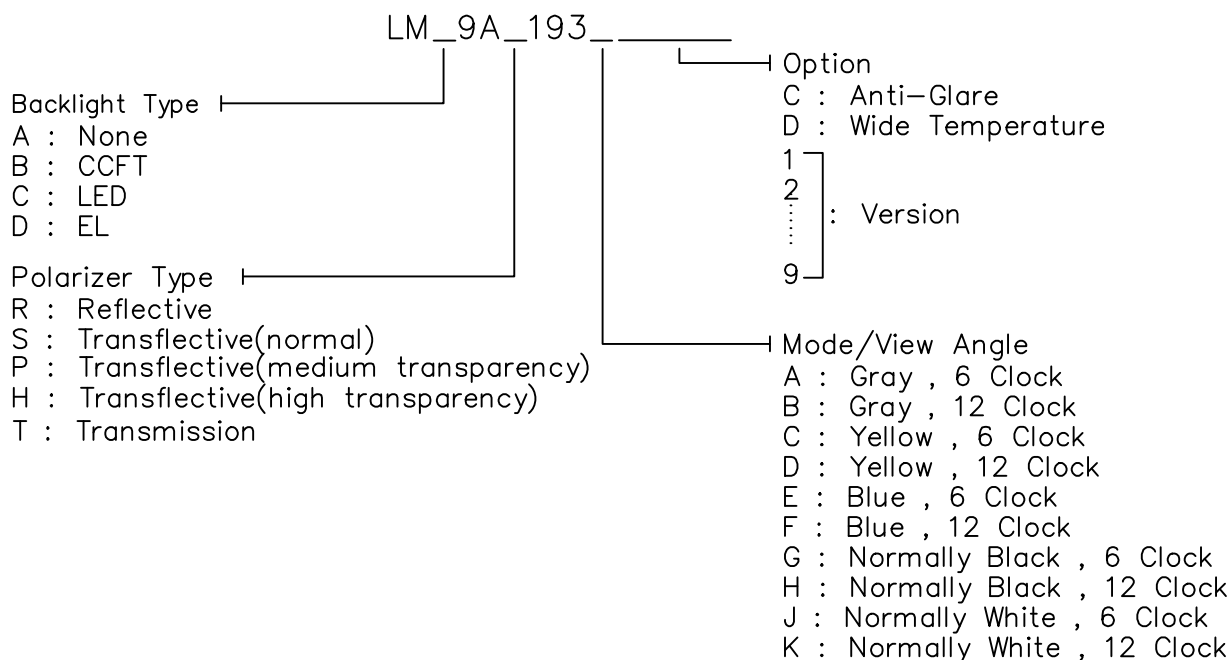 LM_9A_193_ ____
Backlight Type
A : None
B : CCFT
C : LED
D : EL
Polarizer Type
R : Reflective
S : Transflective(normal)
P : Transflective(medium transparency)
H : Transflective(high transparency)
T : Transmission
Option
C : Anti-Glare
D : Wide Temperature
1
2
: Version
9
Mode/View Angle
A : Gray , 6 Clock
B : Gray , 12 Clock
C : Yellow , 6 Clock
D : Yellow , 12 Clock
E : Blue , 6 Clock
F : Blue , 12 Clock
G : Normally Black , 6 Clock
H : Normally Black , 12 Clock
J : Normally White , 6 Clock
K : Normally White , 12 Clock